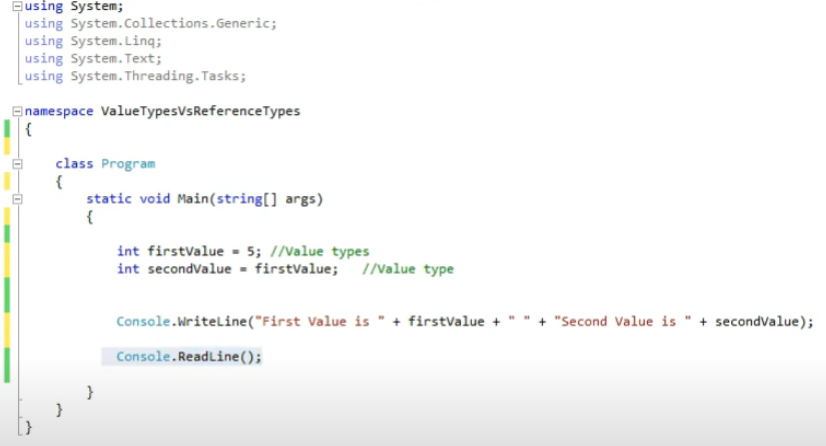 using System;
using System.Collections.Generic;
using System.Linq;
using System.Text;
using System.Threading.Tasks;
namespace ValueTypesVsReferenceTypes
{
class Program
{
static void Main(string[] args)
{
int firstValue = 5; //Value types
int secondValue = firstValue; //Value type
Console.WriteLine("First Value is " + firstValue + " " + "Second Value is " + secondValue);
Console.ReadLine();
}
}
}